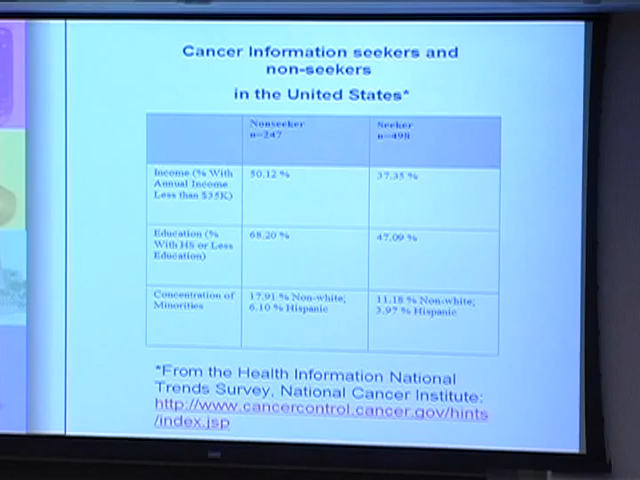 Cancer Information seekers and
non-seekers
in the United States*
Nonseeker
n=247
Seeker
n=498
Income (% With
Annual Income
Less than $35K)
50.12 %
37.35 %
Education (%
With HS or Less
Education)
68.20 %
47.09 %
Concentration of
Minorities
17.91 % Non-white;
6.10 % Hispanic
11.18 % Non-white;
3.97 % Hispanic
*From the Health Information National
Trends Survey, National Cancer Institute:
http://www.cancercontrol.cancer.gov/hints
/index.jsp